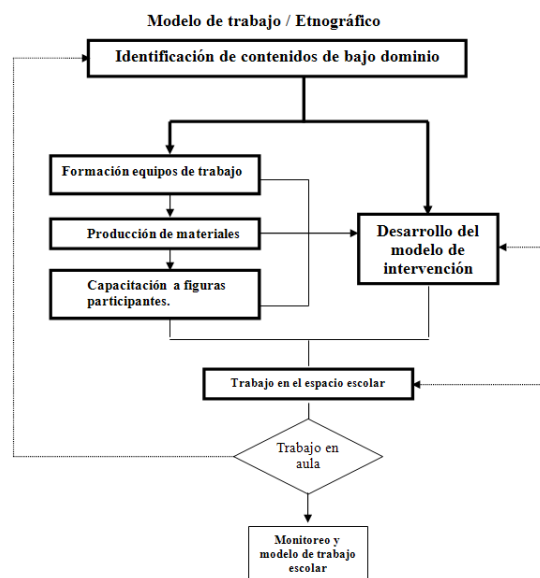 Modelo de trabajo / Etnográfico
Identificación de contenidos de bajo dominio
Formación equipos de trabajo
Producción de materiales
Capacitación a figuras
participantes.
Desarrollo del
modelo de
intervención
Trabajo en el espacio escolar
Trabajo en
aula
Monitoreo y
modelo de trabajo
escolar